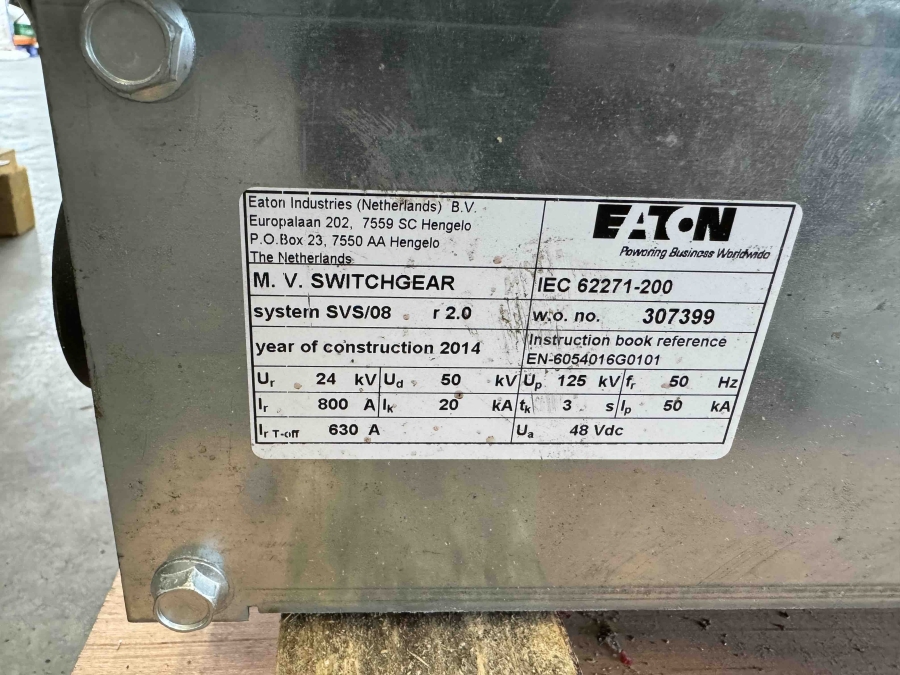 Eaton Industries (Netherlands) B.V.
Europalaan 202, 7559 SC Hengelo
P.O.Box 23, 7550 AA Hengelo
The Netherlands
EATON
Powering Business Worldwide
M. V. SWITCHGEAR
IEC 62271-200
system SVS/08 r 2.0
w.o. no. 307399
year of construction 2014
Instruction book reference
EN-6054016G0101
Ur 24 kV Ud 50 kV Up 125 kV fr 50 Hz
Ir 800 A Ik 20 kA tk 3 s Ip 50 kA
Ir T-off 630 A Ua 48 Vdc